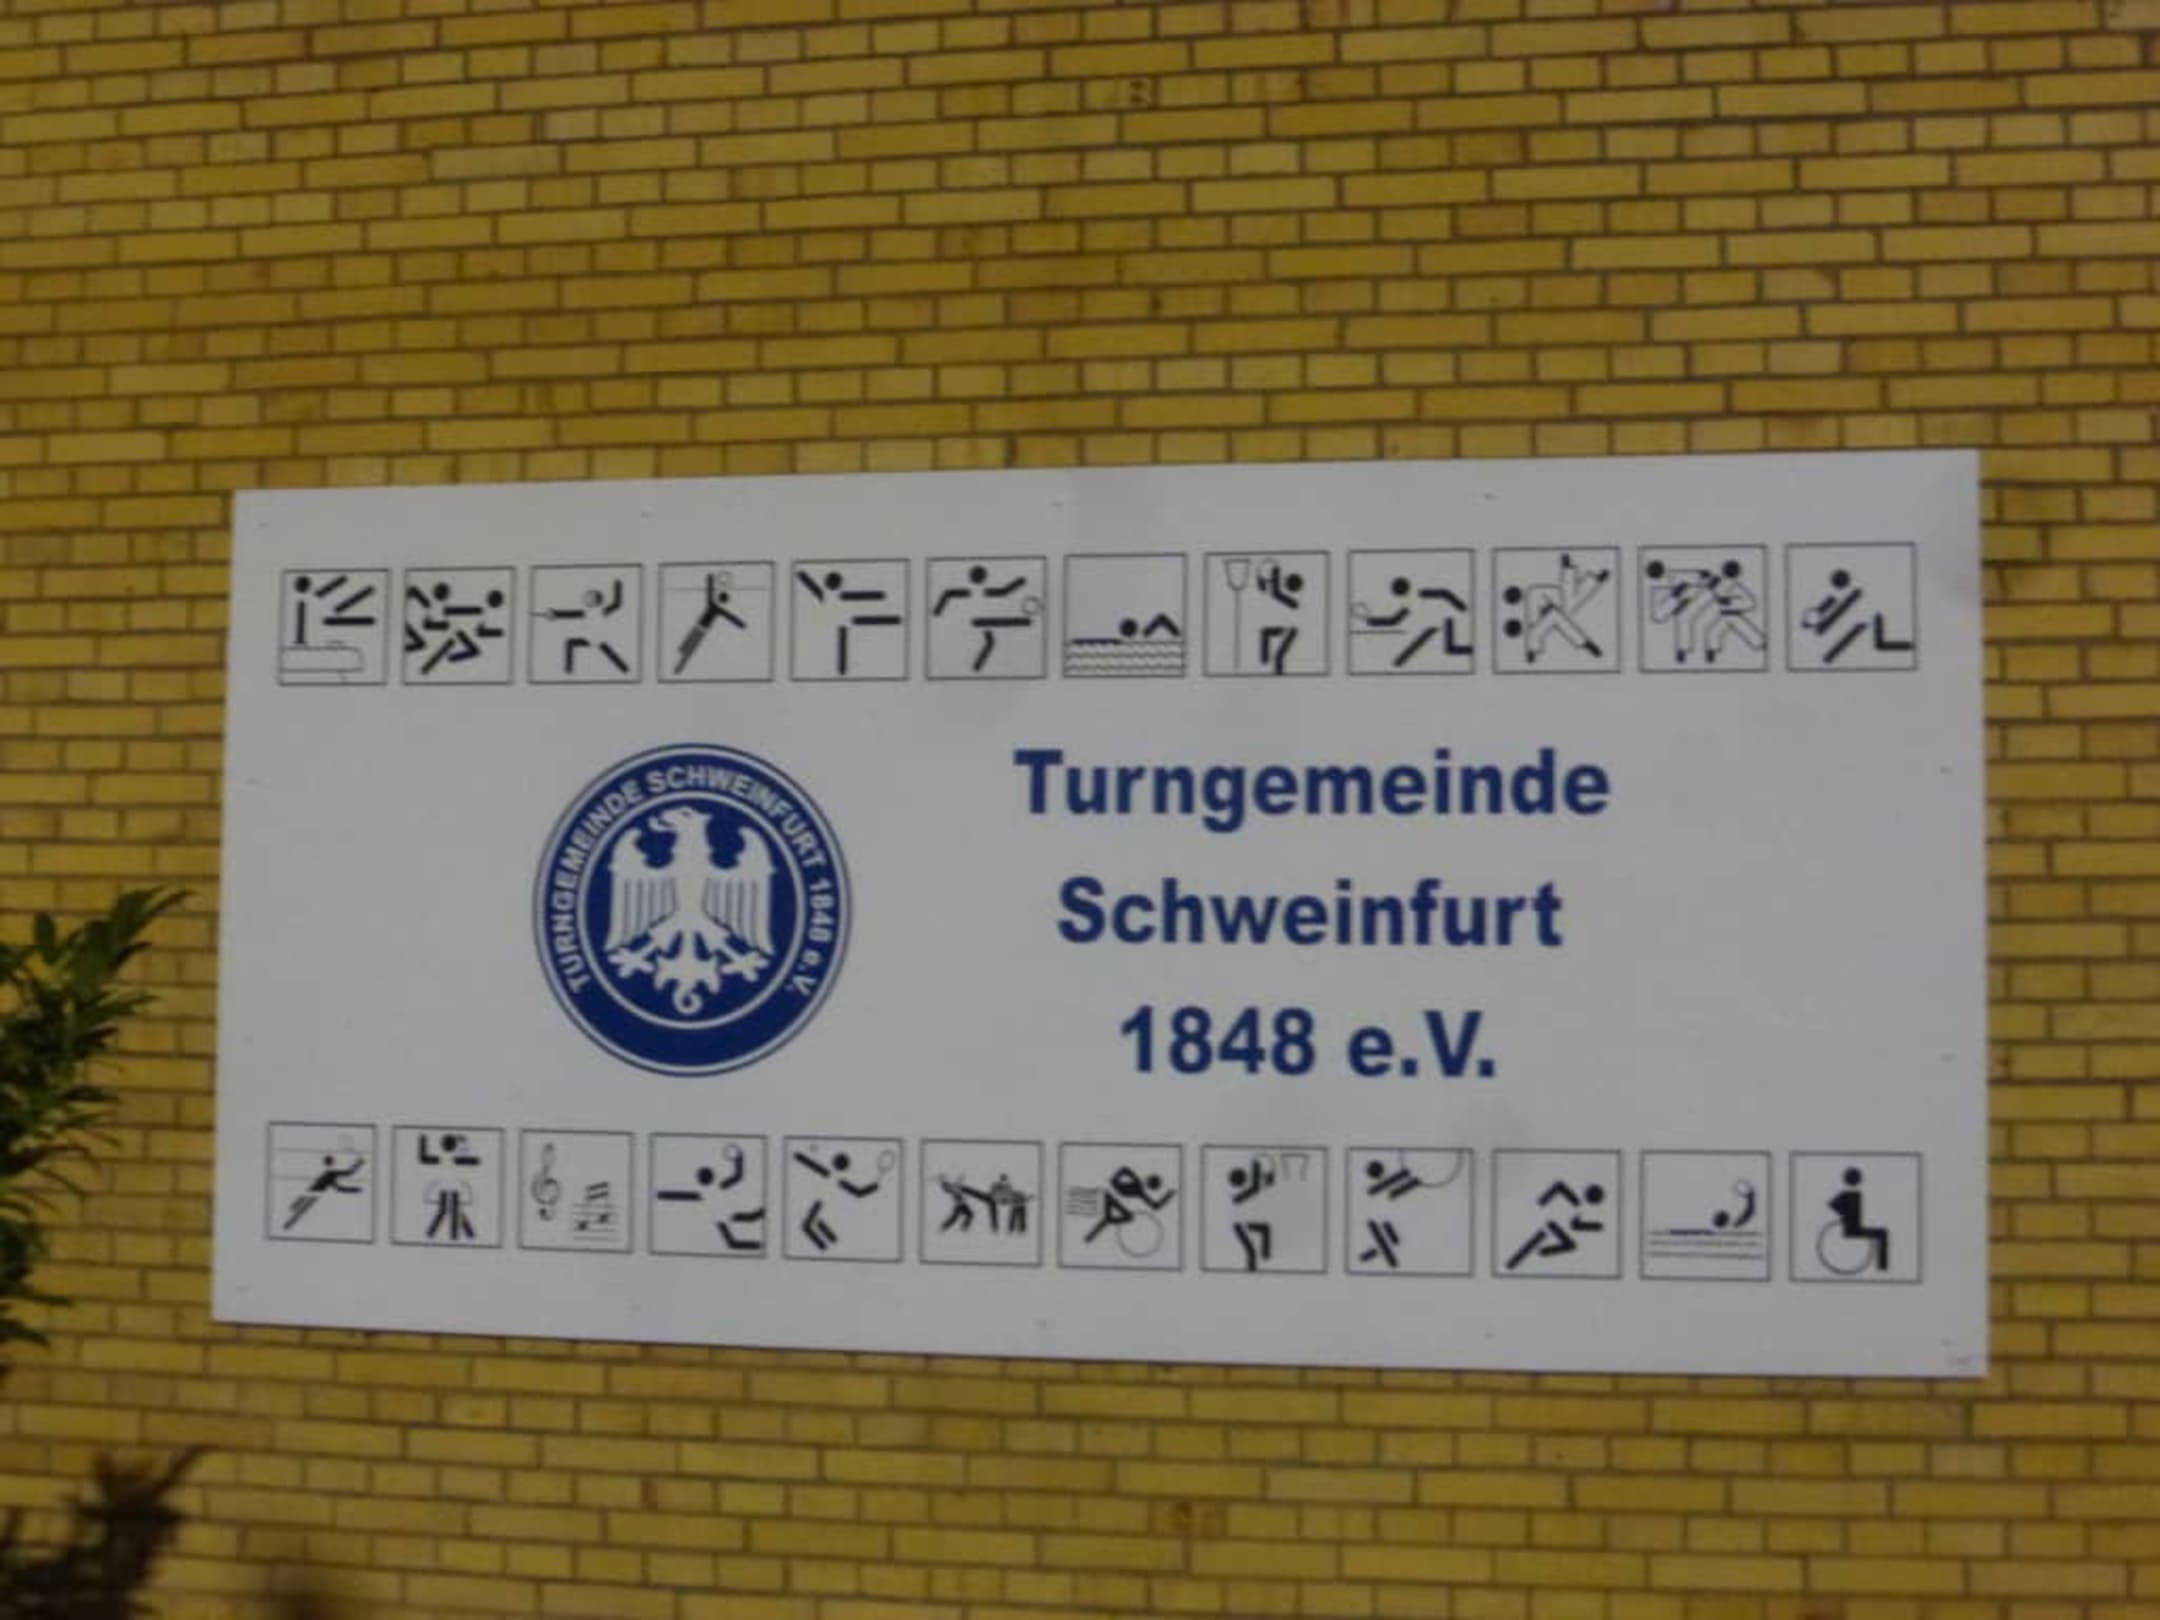 TURNGEMEINDE SCHWEINFURT 1848 e.V.
Turngemeinde
Schweinfurt
1848 e.V.